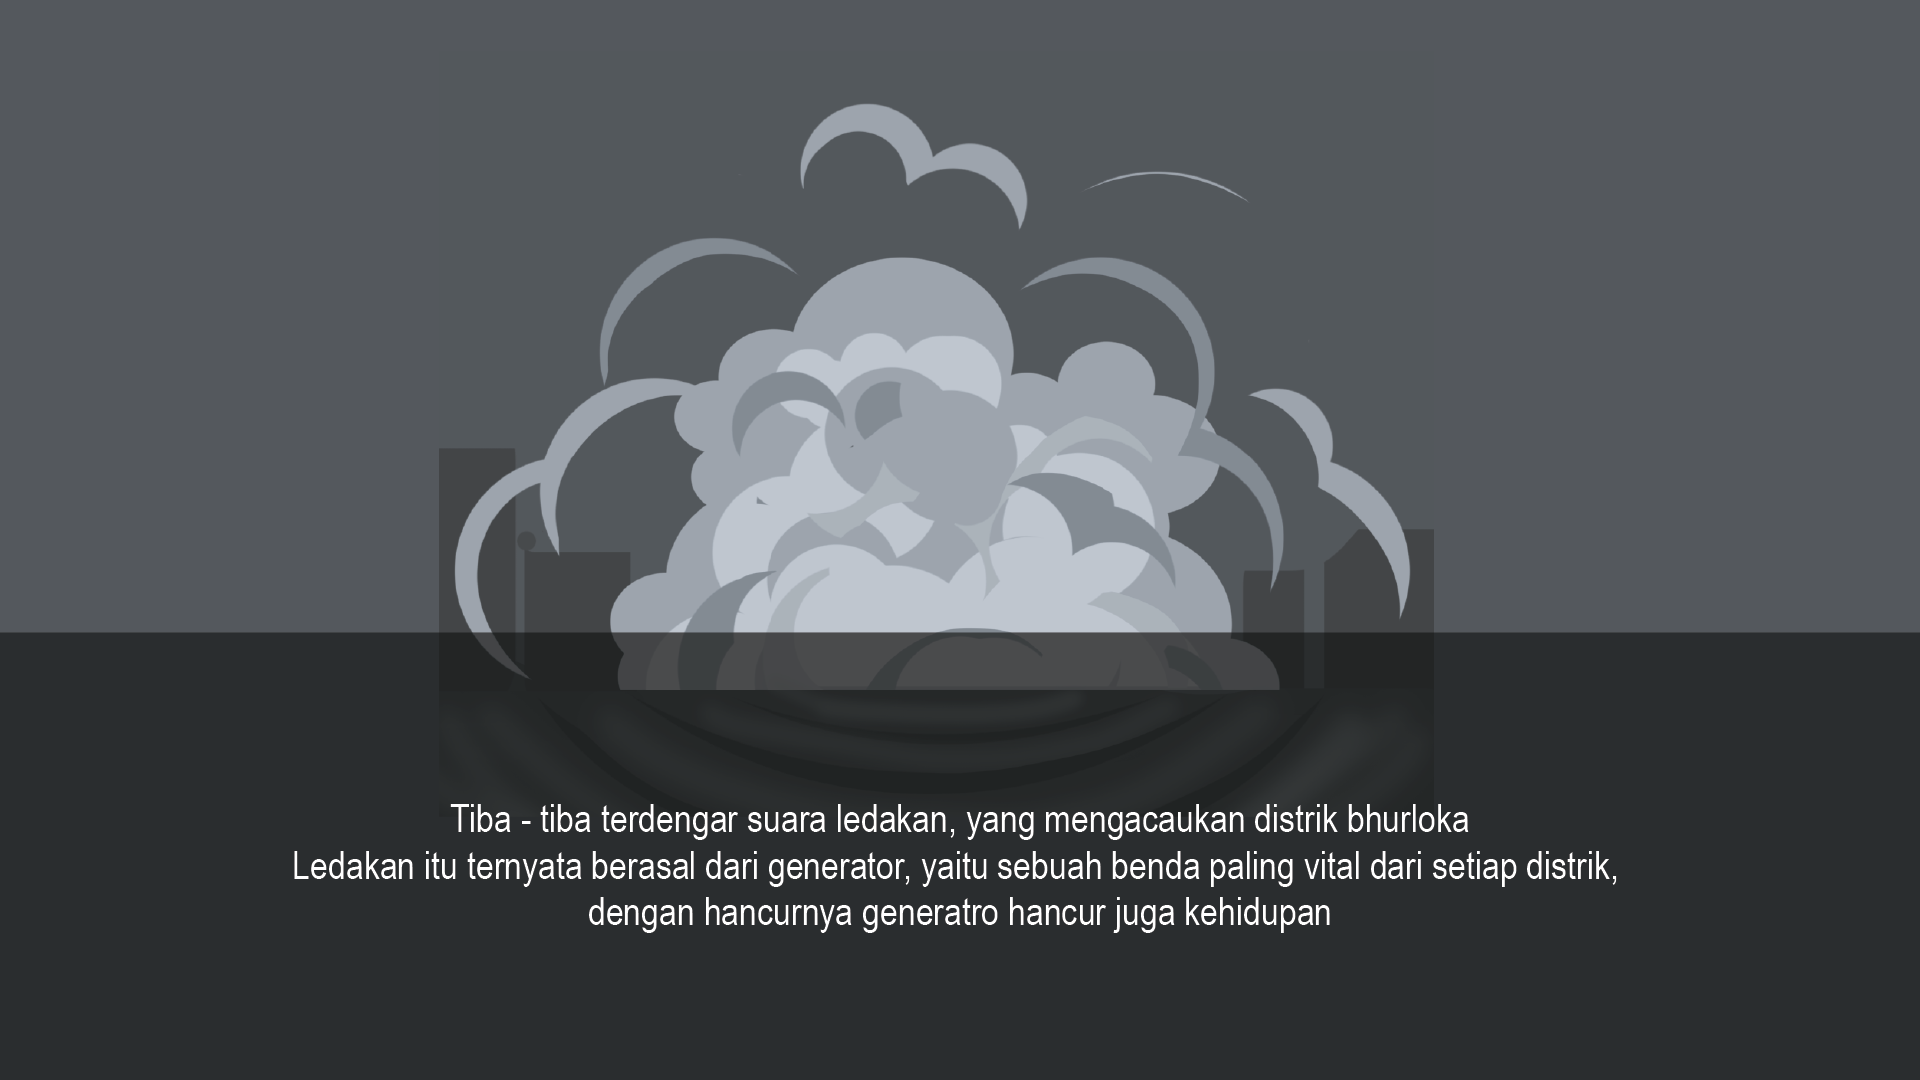 Tiba - tiba terdengar suara ledakan, yang mengacaukan distrik bhurloka
Ledakan itu ternyata berasal dari generator, yaitu sebuah benda paling vital dari setiap distrik,
dengan hancurnya generatro hancur juga kehidupan